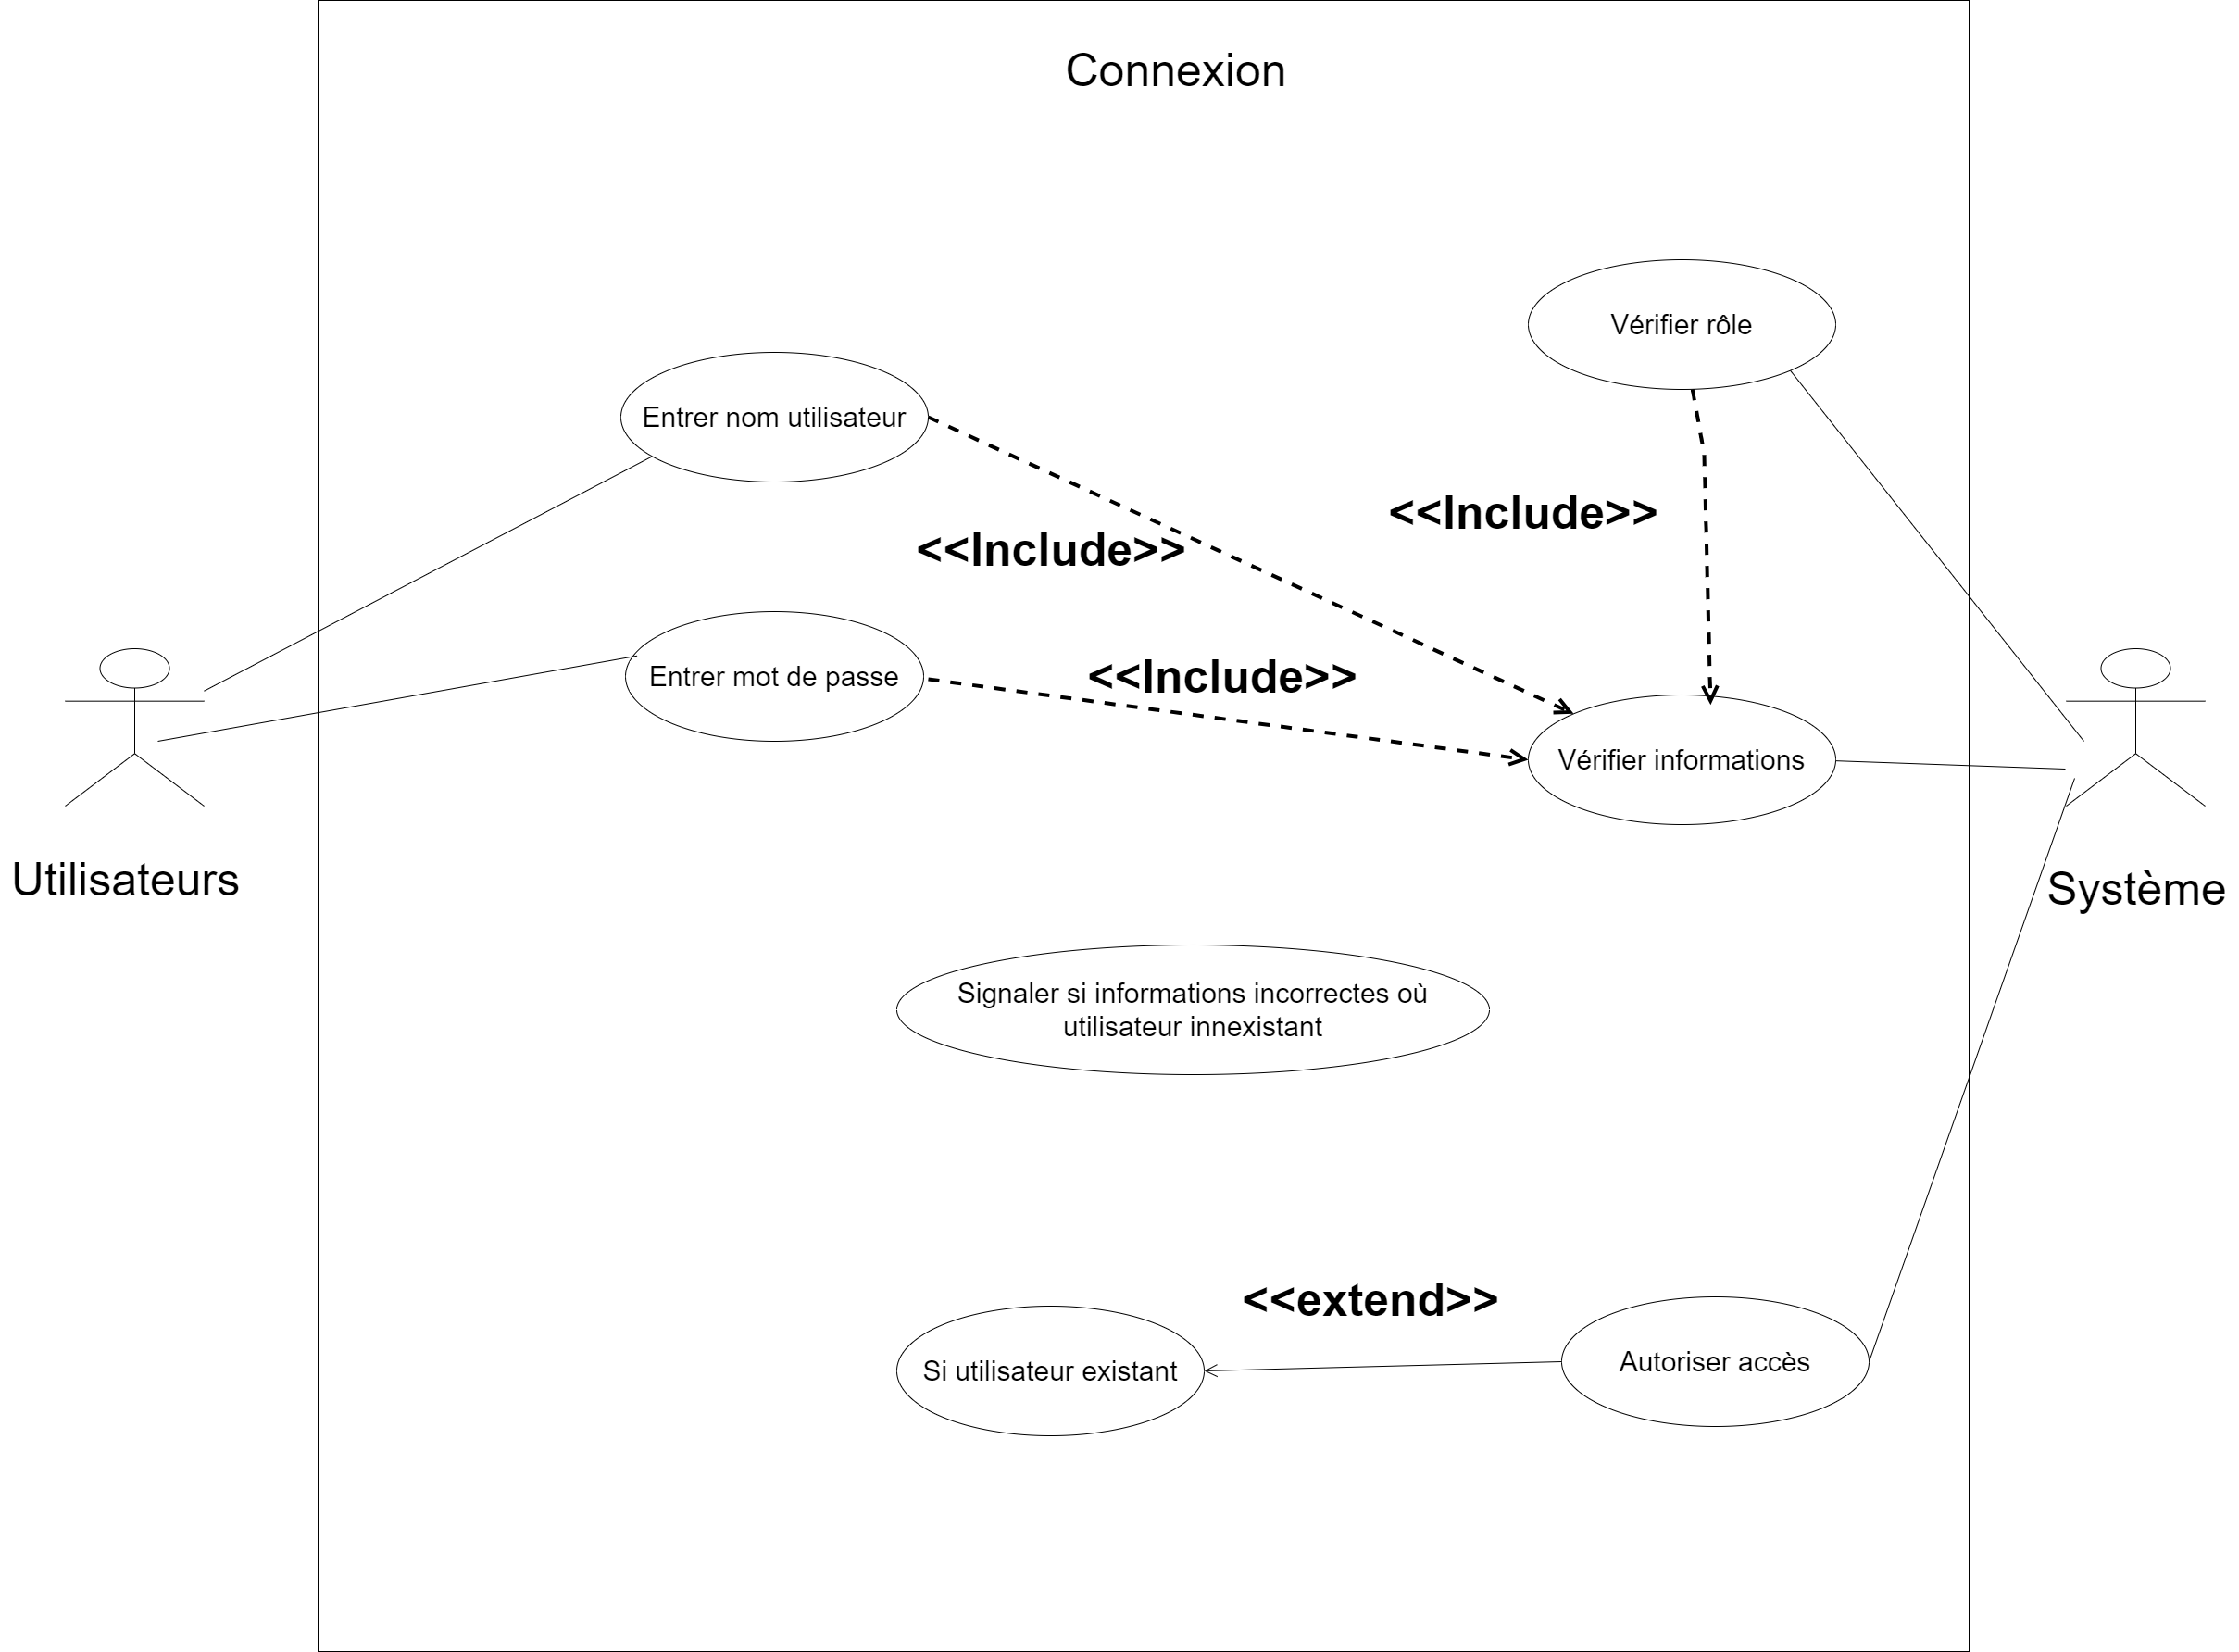 Connexion
Vérifier rôle
Entrer nom utilisateur
<<Include>>
<<Include>>
Entrer mot de passe
<<Include>>
Vérifier informations
Utilisateurs
Système
Signaler si informations incorrectes où
utilisateur innexistant
<<extend>>
Si utilisateur existant
Autoriser accès